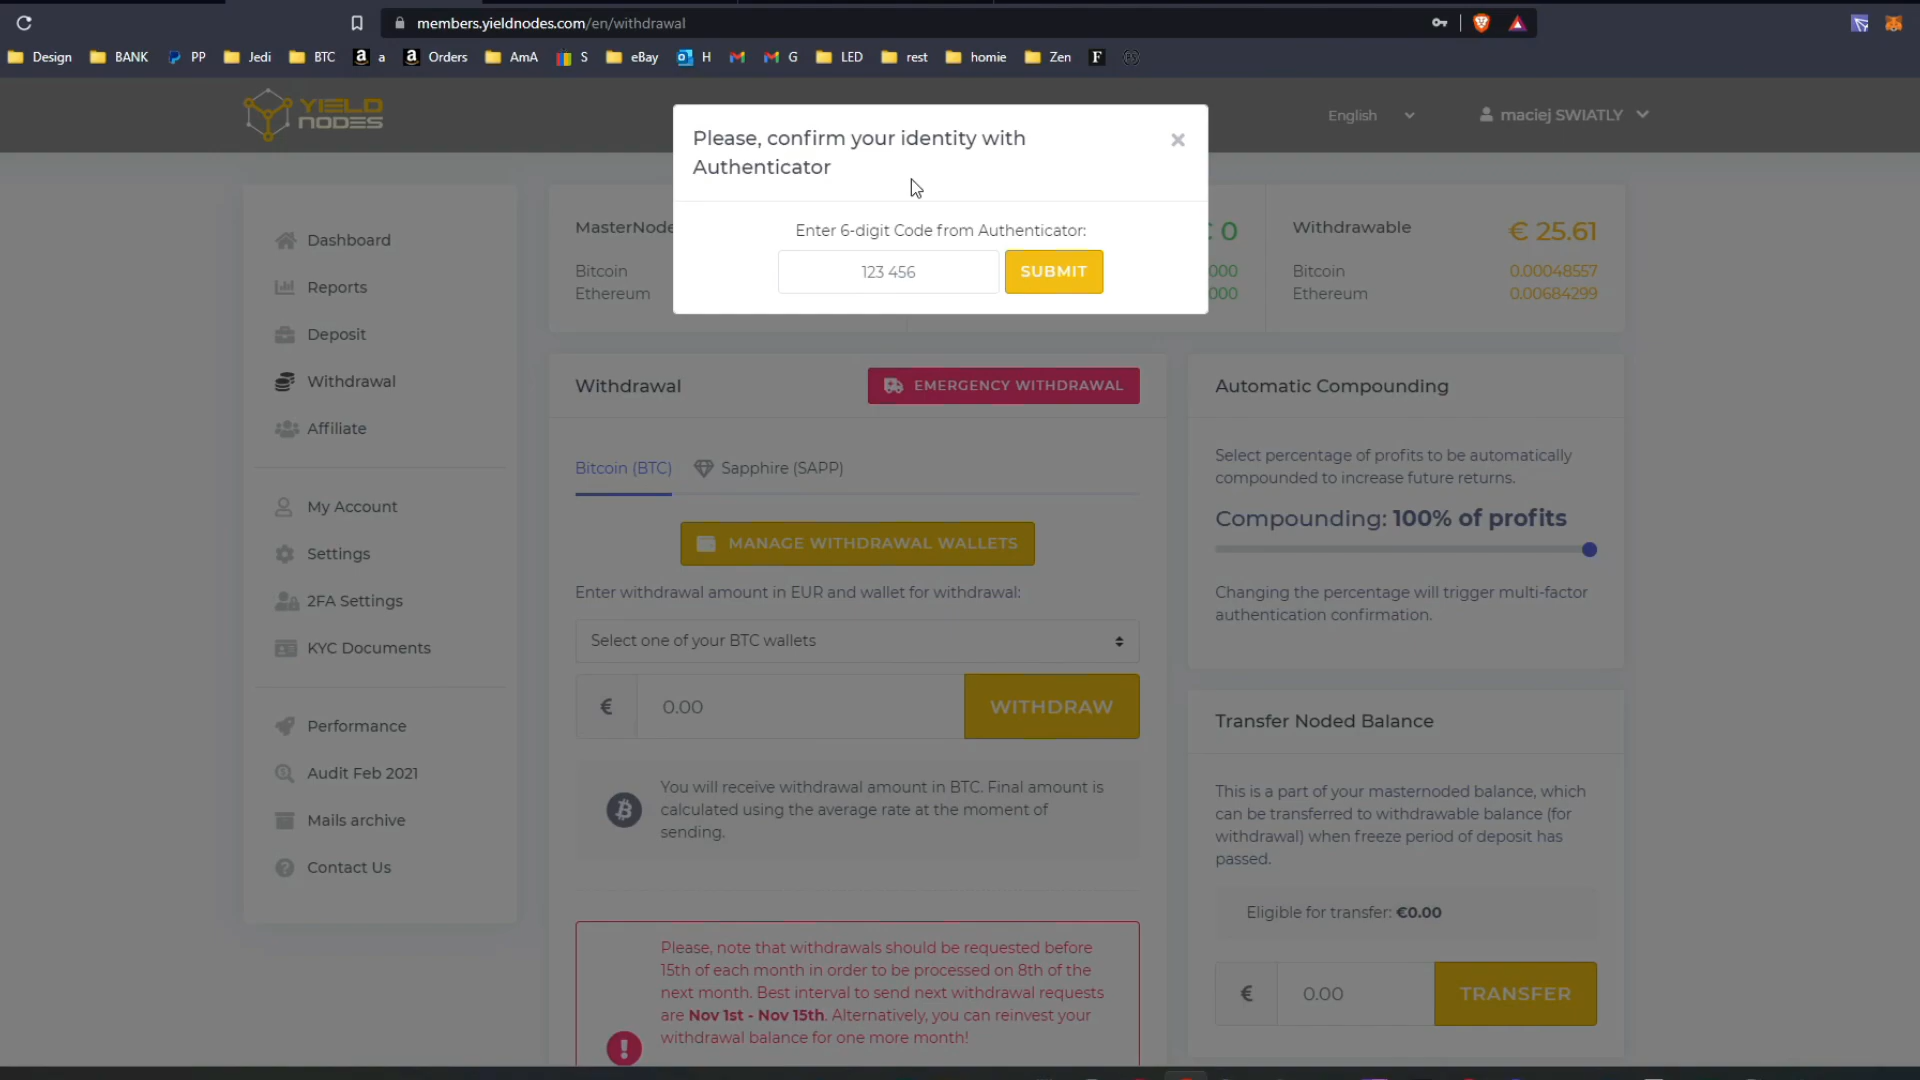 members.yieldnodes.com/en/withdrawal
Design BANK PP Jedi BTC a Orders AmA S eBay H G LED rest homie Zen
YIELD
NODES
English
maciej SWIATLY
Please, confirm your identity with
Authenticator
Enter 6-digit Code from Authenticator:
123 456
SUBMIT
Dashboard
Reports
Deposit
Withdrawal
Affiliate
My Account
Settings
2FA Settings
KYC Documents
Performance
Audit Feb 2021
Mails archive
Contact Us
MasterNode
Bitcoin
Ethereum
€ 0
000
000
Withdrawable
€ 25.61
Bitcoin
0.00048557
Ethereum
0.00684299
Withdrawal
EMERGENCY WITHDRAWAL
Bitcoin (BTC)
Sapphire (SAPP)
MANAGE WITHDRAWAL WALLETS
Enter withdrawal amount in EUR and wallet for withdrawal:
Select one of your BTC wallets
€
0.00
WITHDRAW
You will receive withdrawal amount in BTC. Final amount is
calculated using the average rate at the moment of
sending.
Please, note that withdrawals should be requested before
15th of each month in order to be processed on 8th of the
next month. Best interval to send next withdrawal requests
are Nov 1st - Nov 15th. Alternatively, you can reinvest your
withdrawal balance for one more month!
Automatic Compounding
Select percentage of profits to be automatically
compounded to increase future returns.
Compounding: 100% of profits
Changing the percentage will trigger multi-factor
authentication confirmation.
Transfer Noded Balance
This is a part of your masternoded balance, which
can be transferred to withdrawable balance (for
withdrawal) when freeze period of deposit has
passed.
Eligible for transfer: €0.00
€
0.00
TRANSFER